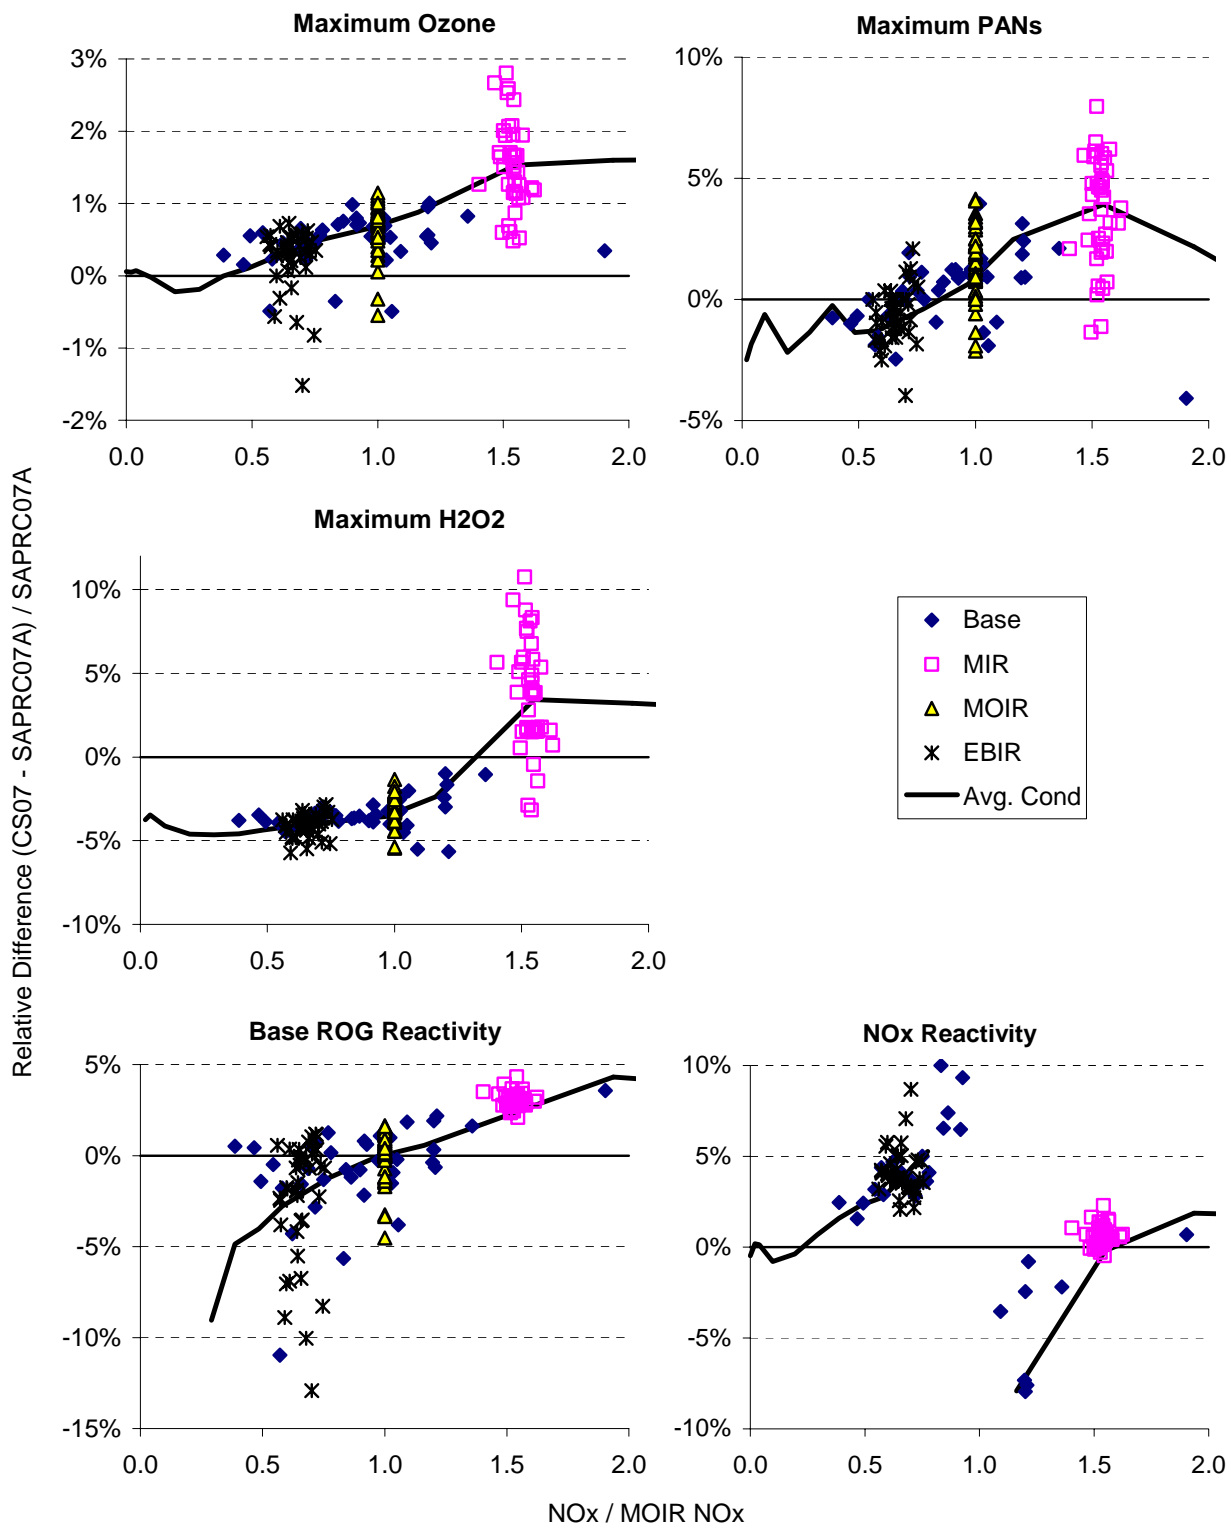 Maximum Ozone
3%
2%
1%
0%
-1%
-2%
0.0 0.5 1.0 1.5 2.0
Maximum PANs
10%
5%
0%
-5%
0.0 0.5 1.0 1.5 2.0
Relative Difference (CS07 - SAPRC07A) / SAPRC07A
Maximum H2O2
10%
5%
0%
-5%
-10%
0.0 0.5 1.0 1.5 2.0
Base
MIR
MOIR
EBIR
Avg. Cond
Base ROG Reactivity
5%
0%
-5%
-10%
-15%
0.0 0.5 1.0 1.5 2.0
NOx Reactivity
10%
5%
0%
-5%
-10%
0.0 0.5 1.0 1.5 2.0
NOx / MOIR NOx